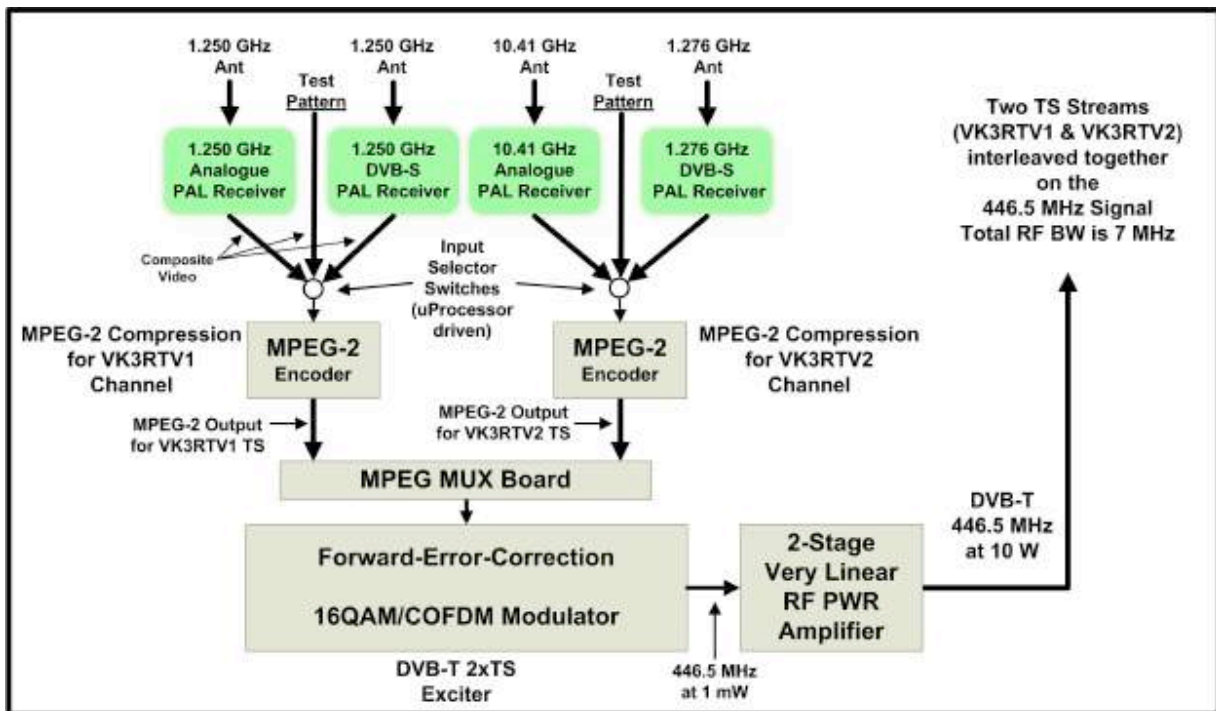 1.250 GHz
Ant
Test
Pattern
1.250 GHz
Ant
10.41 GHz
Ant
Test
Pattern
1.276 GHz
Ant
1.250 GHz
Analogue
PAL Receiver
1.250 GHz
DVB-S
PAL Receiver
10.41 GHz
Analogue
PAL Receiver
1.276 GHz
DVB-S
PAL Receiver
Two TS Streams
(VK3RTV1 & VK3RTV2)
interleaved together
on the
446.5 MHz Signal
Total RF BW is 7 MHz
Composite
Video
Input
Selector
Switches
(uProcessor
driven)
MPEG-2 Compression
for VK3RTV1
Channel
MPEG-2
Encoder
MPEG-2
Encoder
MPEG-2 Compression
for VK3RTV2
Channel
MPEG-2 Output
for VK3RTV1 TS
MPEG-2 Output
for VK3RTV2 TS
MPEG MUX Board
Forward-Error-Correction
16QAM/COFDM Modulator
DVB-T 2xTS
Exciter
446.5 MHz
at 1 mW
2-Stage
Very Linear
RF PWR
Amplifier
DVB-T
446.5 MHz
at 10 W